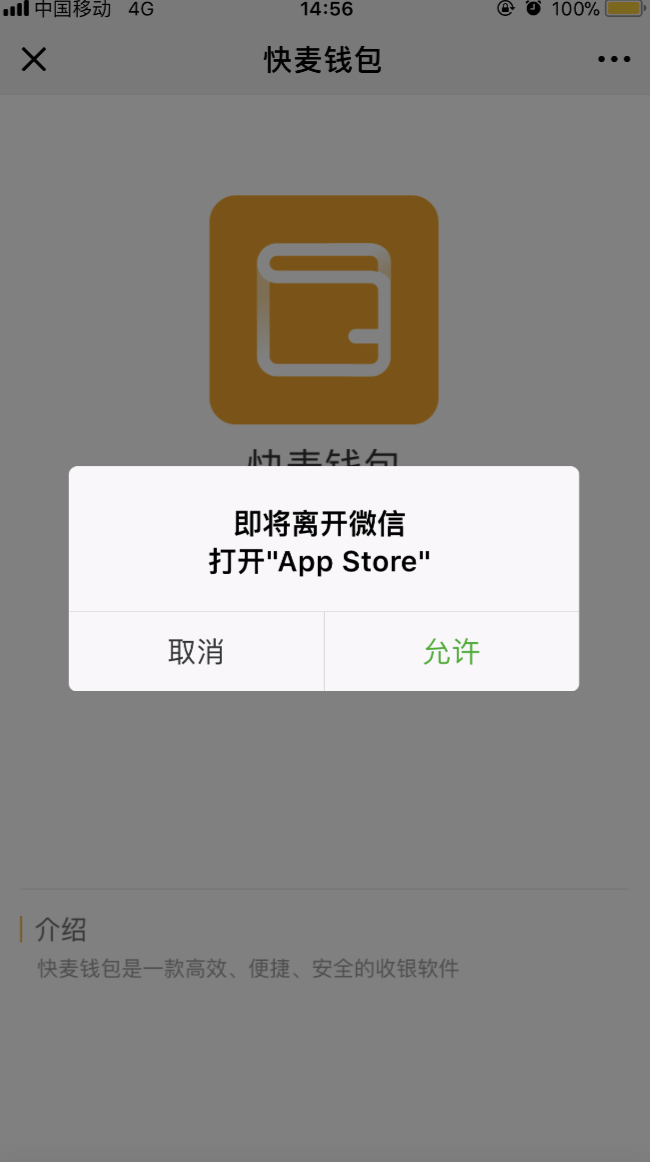 中国移动 4G 14:56 100%
快麦钱包
快麦钱包
即将离开微信
打开"App Store"
取消 允许
介绍
快麦钱包是一款高效、便捷、安全的收银软件